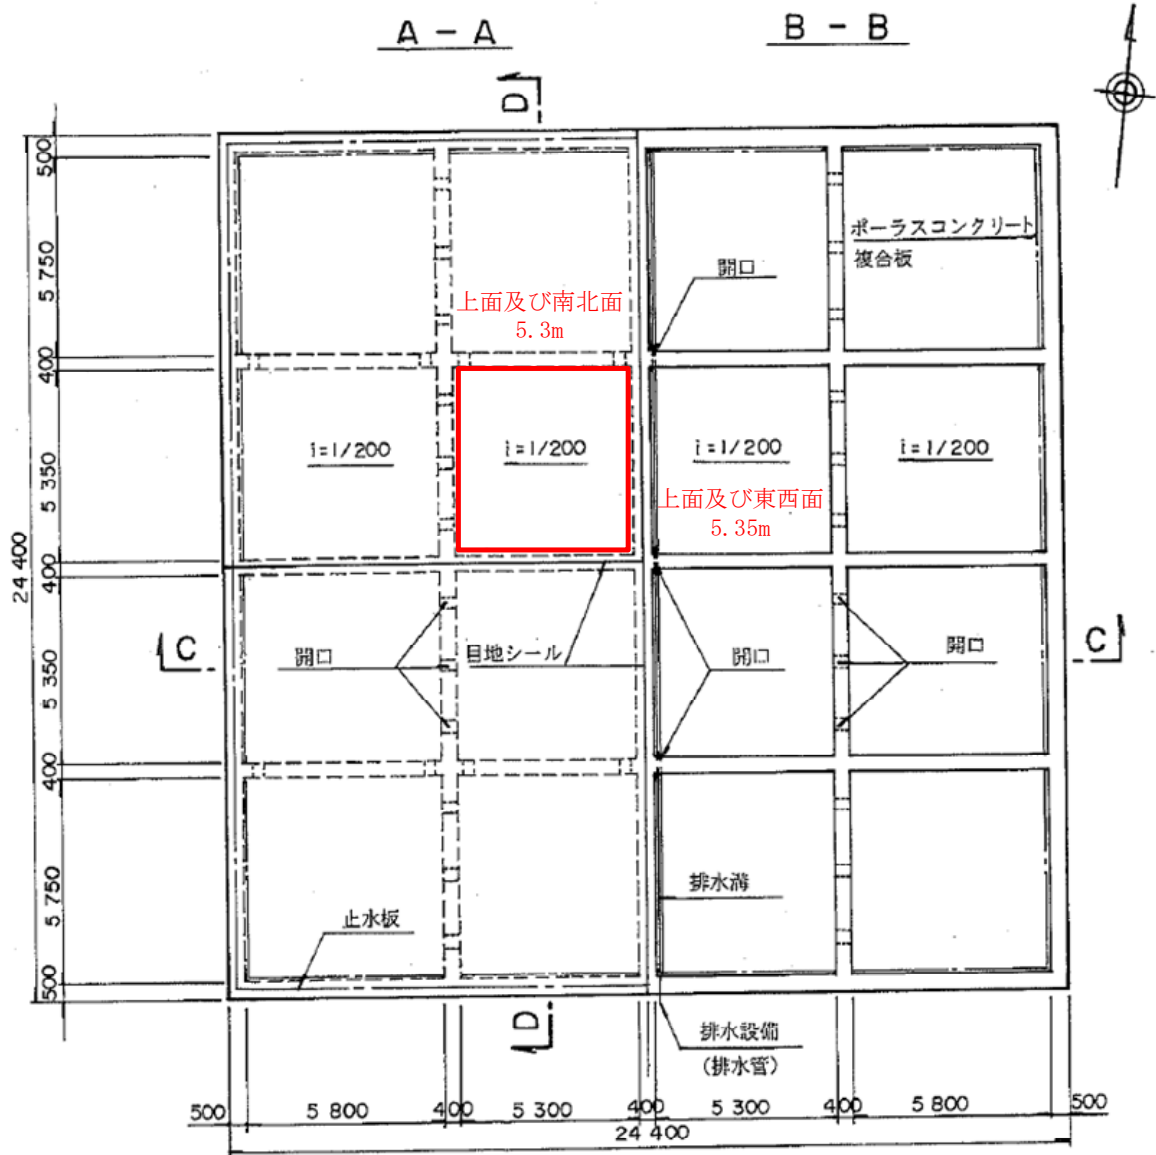 A - A
B - B
D
500
5 750
400
5 350
400
5 350
400
5 750
500
24 400
ポーラスコンクリート
複合板
開口
上面及び南北面
5.3m
i=1/200
i=1/200
i=1/200
i=1/200
上面及び東西面
5.35m
C
C
開口
目地シール
開口
開口
止水板
排水溝
D
排水設備
(排水管)
500
5 800
400
5 300
400
5 300
400
5 800
500
24 400